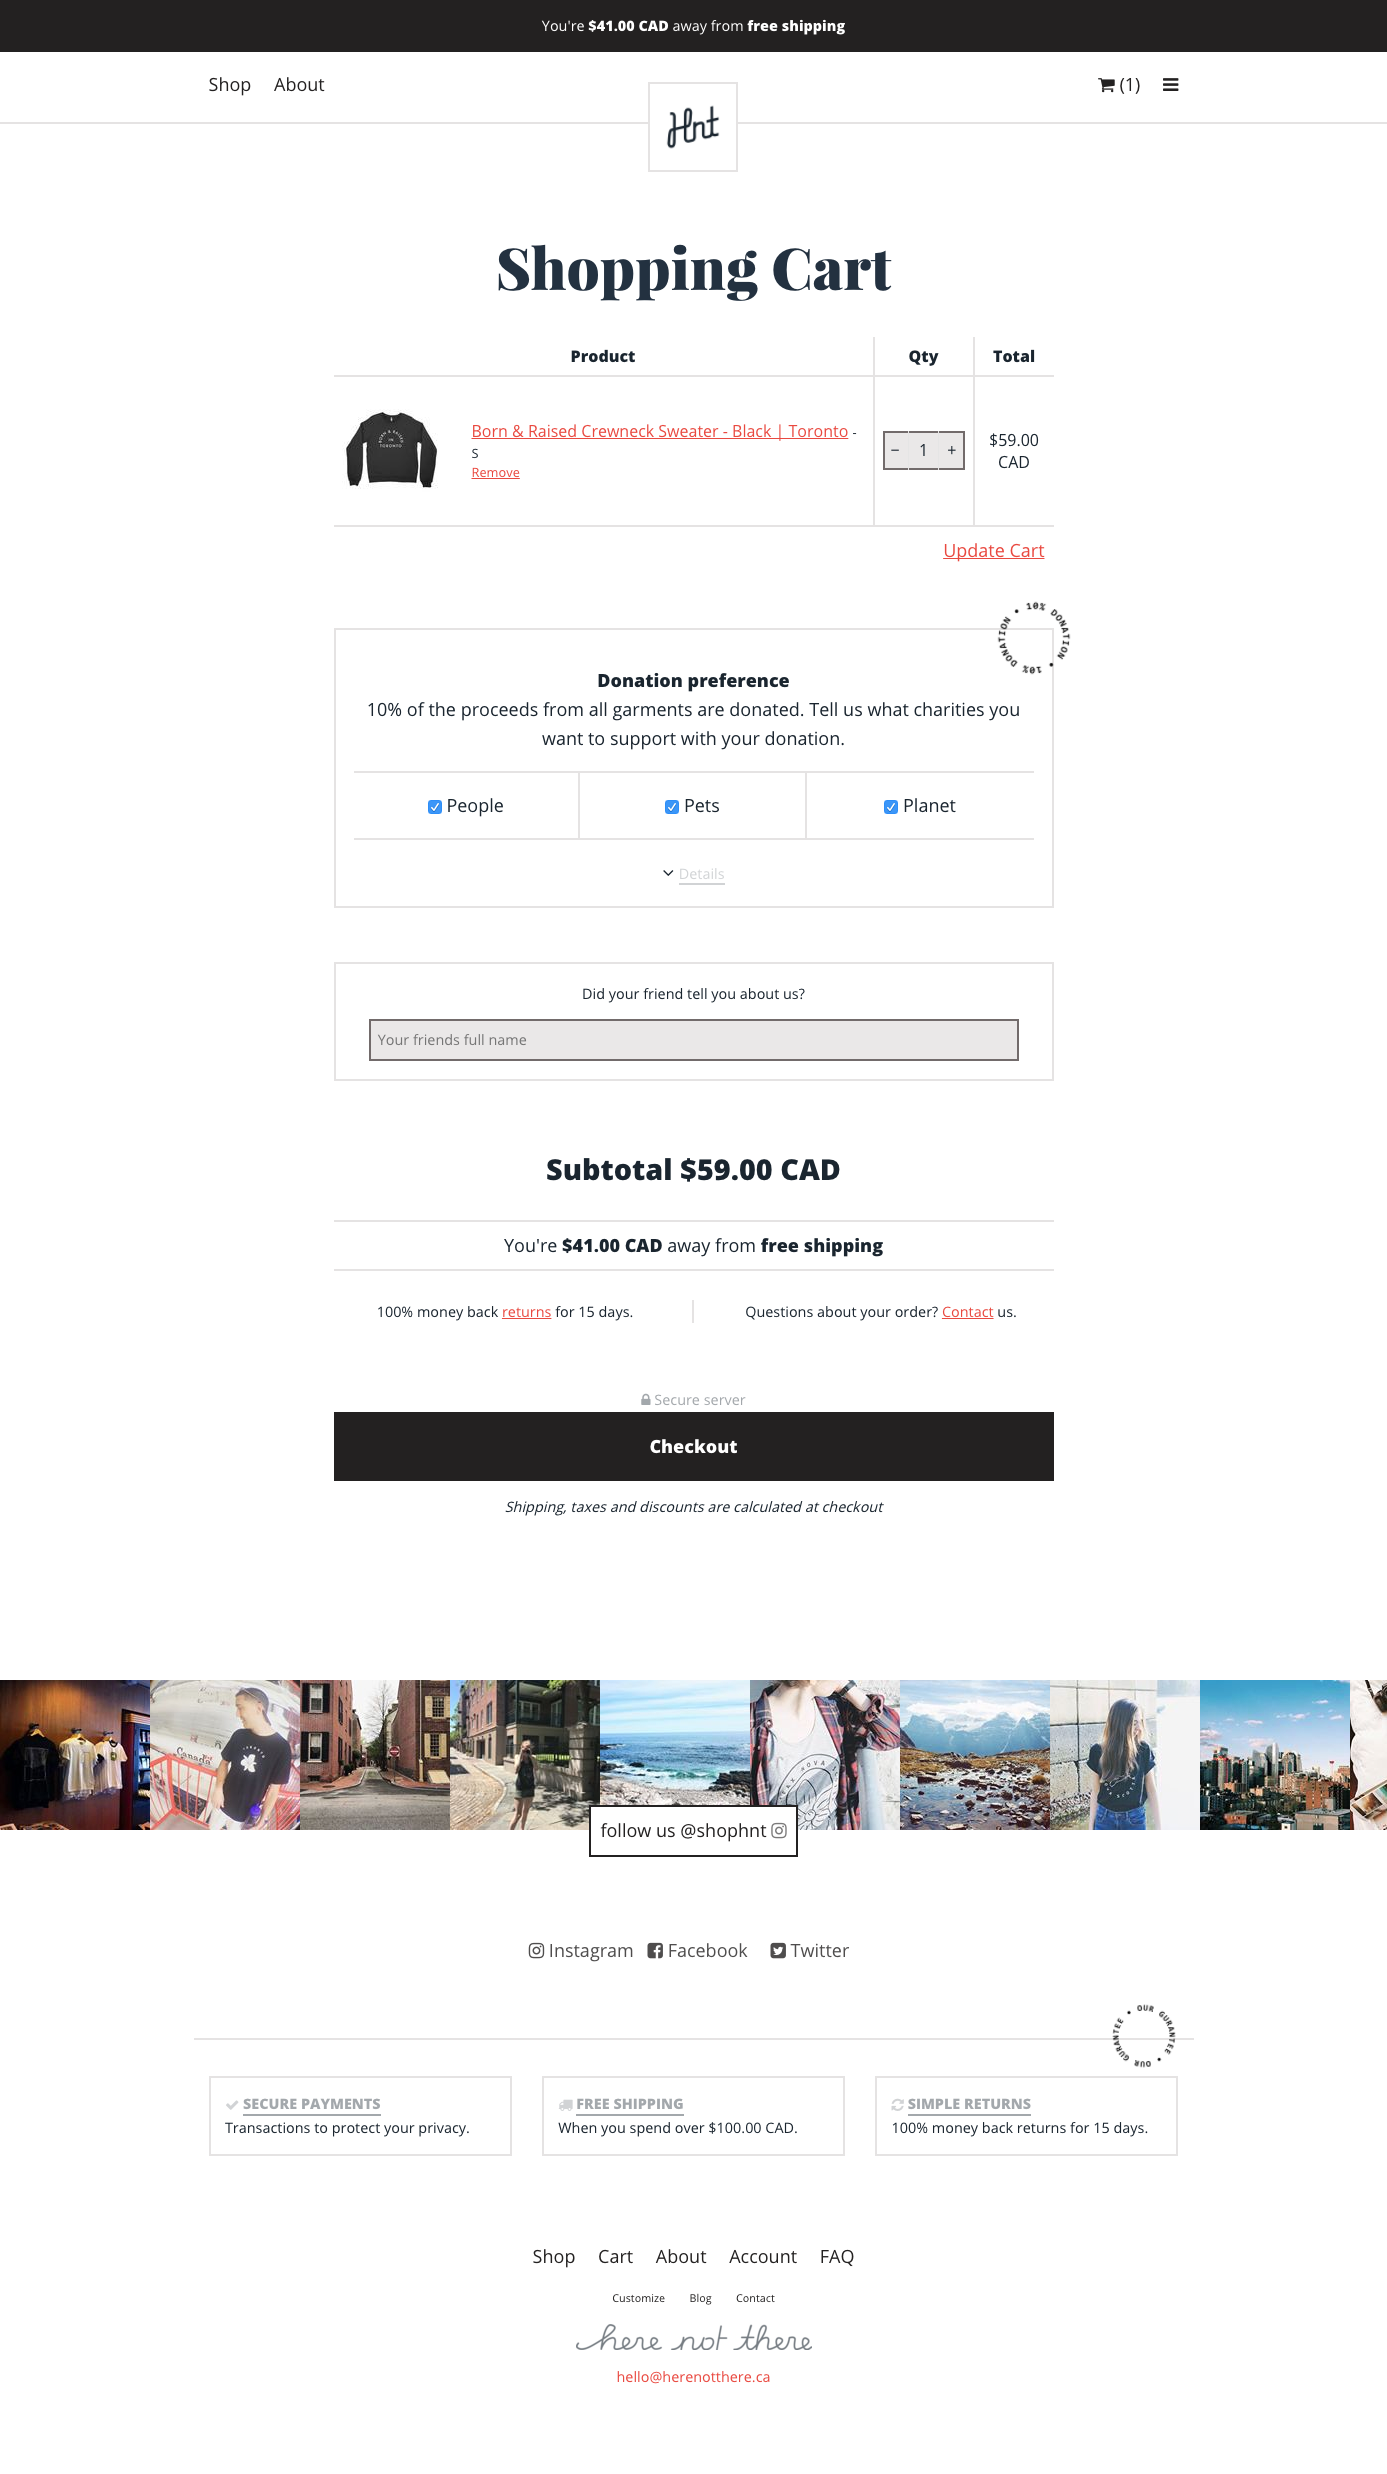 You're $41.00 CAD away from free shipping
Shop About
(1)
Hnt
Shopping Cart
Product Qty Total
BORN & RAISED
IN
TORONTO
Born & Raised Crewneck Sweater - Black | Toronto -
S
Remove
− 1 +
$59.00
CAD
Update Cart
10% DONATION • 10% DONATION •
Donation preference
10% of the proceeds from all garments are donated. Tell us what charities you
want to support with your donation.
People Pets Planet
Details
Did your friend tell you about us?
Your friends full name
Subtotal $59.00 CAD
You're $41.00 CAD away from free shipping
100% money back returns for 15 days.
Questions about your order? Contact us.
Secure server
Checkout
Shipping, taxes and discounts are calculated at checkout
Canada
follow us @shophnt
Instagram Facebook Twitter
OUR GURANTEE • OUR GURANTEE •
SECURE PAYMENTS
Transactions to protect your privacy.
FREE SHIPPING
When you spend over $100.00 CAD.
SIMPLE RETURNS
100% money back returns for 15 days.
Shop Cart About Account FAQ
Customize Blog Contact
here not there
hello@herenotthere.ca